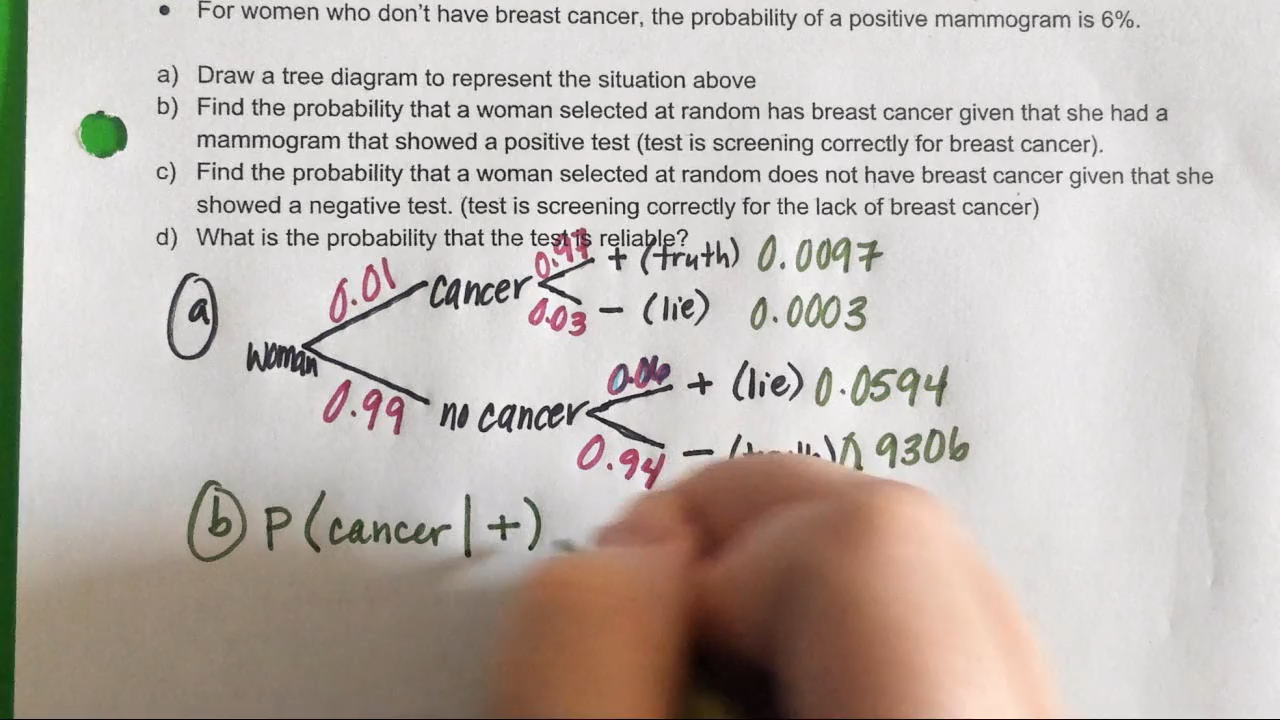 • For women who don't have breast cancer, the probability of a positive mammogram is 6%.
a) Draw a tree diagram to represent the situation above
b) Find the probability that a woman selected at random has breast cancer given that she had a
mammogram that showed a positive test (test is screening correctly for breast cancer).
c) Find the probability that a woman selected at random does not have breast cancer given that she
showed a negative test. (test is screening correctly for the lack of breast cancer)
d) What is the probability that the test is reliable?
a
woman
0.01 cancer
0.97 + (truth) 0.0097
0.03 - (lie) 0.0003
0.99 no cancer
0.06 + (lie) 0.0594
0.94 - 9306
b P(cancer | +)